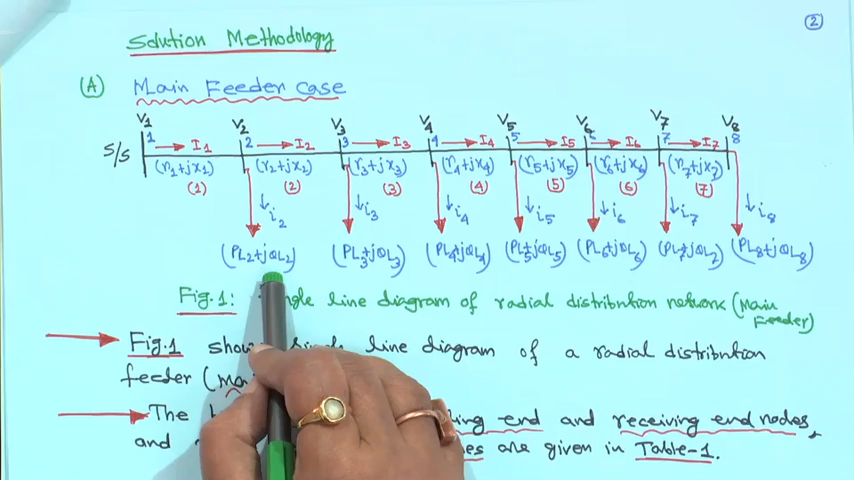 2
Solution Methodology
(A) Main Feeder case
V1 V2 V3 V4 V5 V6 V7 V8
S/S 1 I1 2 I2 3 I3 4 I4 5 I5 6 I6 7 I7 8
(r1+jx1) (r2+jx2) (r3+jx3) (r4+jx4) (r5+jx5) (r6+jx6) (r7+jx7)
(1) (2) (3) (4) (5) (6) (7)
i2 i3 i4 i5 i6 i7 i8
(PL2+jQL2) (PL3+jQL3) (PL4+jQL4) (PL5+jQL5) (PL6+jQL6) (PL7+jQL7) (PL8+jQL8)
Fig.1: line diagram of radial distribution network (Main Feeder)
Fig.1 line diagram of a radial distribution
feeder
The end and receiving end nodes,
and are given in Table-1.